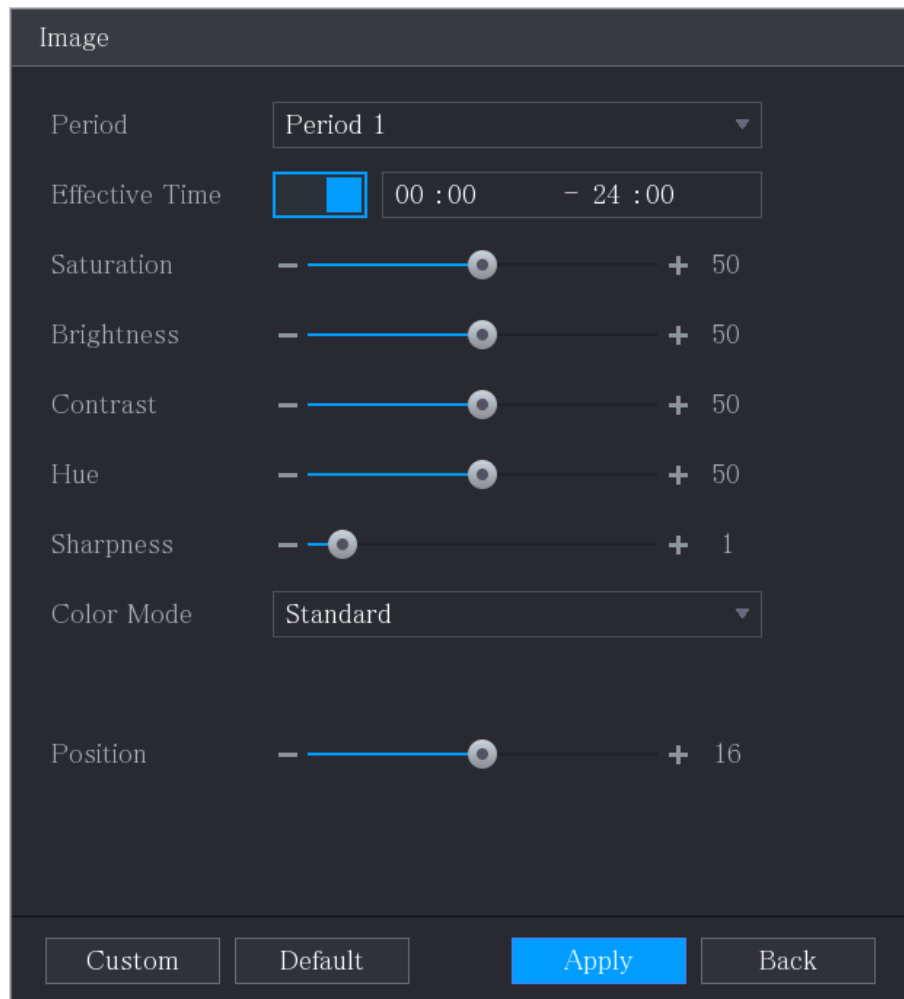 Image
Period Period 1
Effective Time 00 :00 - 24 :00
Saturation 50
Brightness 50
Contrast 50
Hue 50
Sharpness 1
Color Mode Standard
Position 16
Custom Default Apply Back